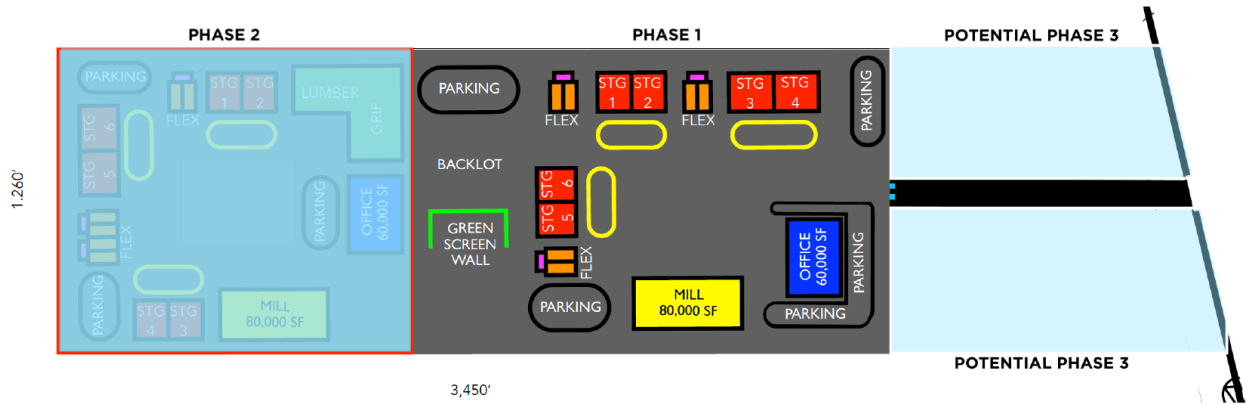 PHASE 2
PHASE 1
POTENTIAL PHASE 3
PARKING
STG
1
STG
2
FLEX
LUMBER
GRIP
STG
6
STG
5
FLEX
PARKING
STG
4
STG
3
MILL
80,000 SF
PARKING
OFFICE
60,000 SF
PARKING
FLEX
STG
1
STG
2
FLEX
STG
3
STG
4
PARKING
BACKLOT
GREEN
SCREEN
WALL
STG
6
STG
5
FLEX
PARKING
MILL
80,000 SF
OFFICE
60,000 SF
PARKING
PARKING
POTENTIAL PHASE 3
1.260'
3,450'